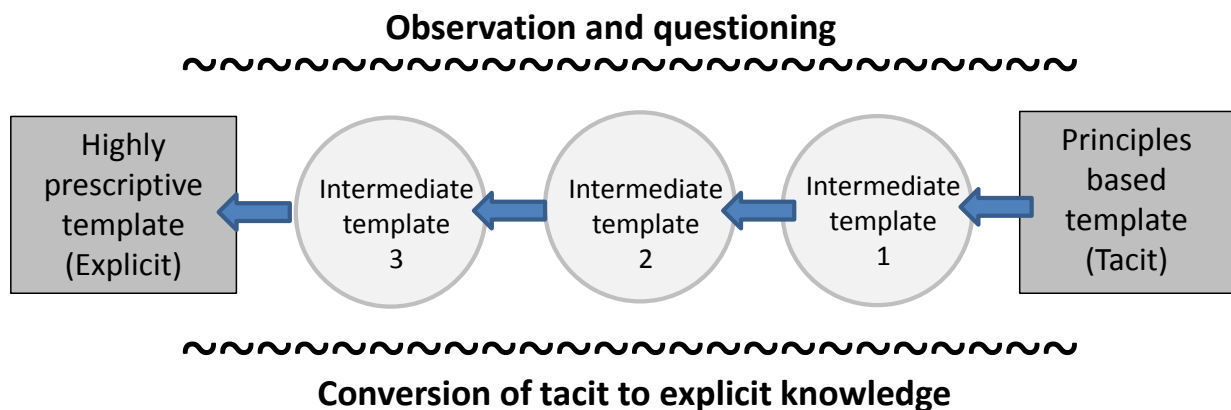 Observation and questioning
Highly
prescriptive
template
(Explicit)
Intermediate
template
3
Intermediate
template
2
Intermediate
template
1
Principles
based
template
(Tacit)
Conversion of tacit to explicit knowledge